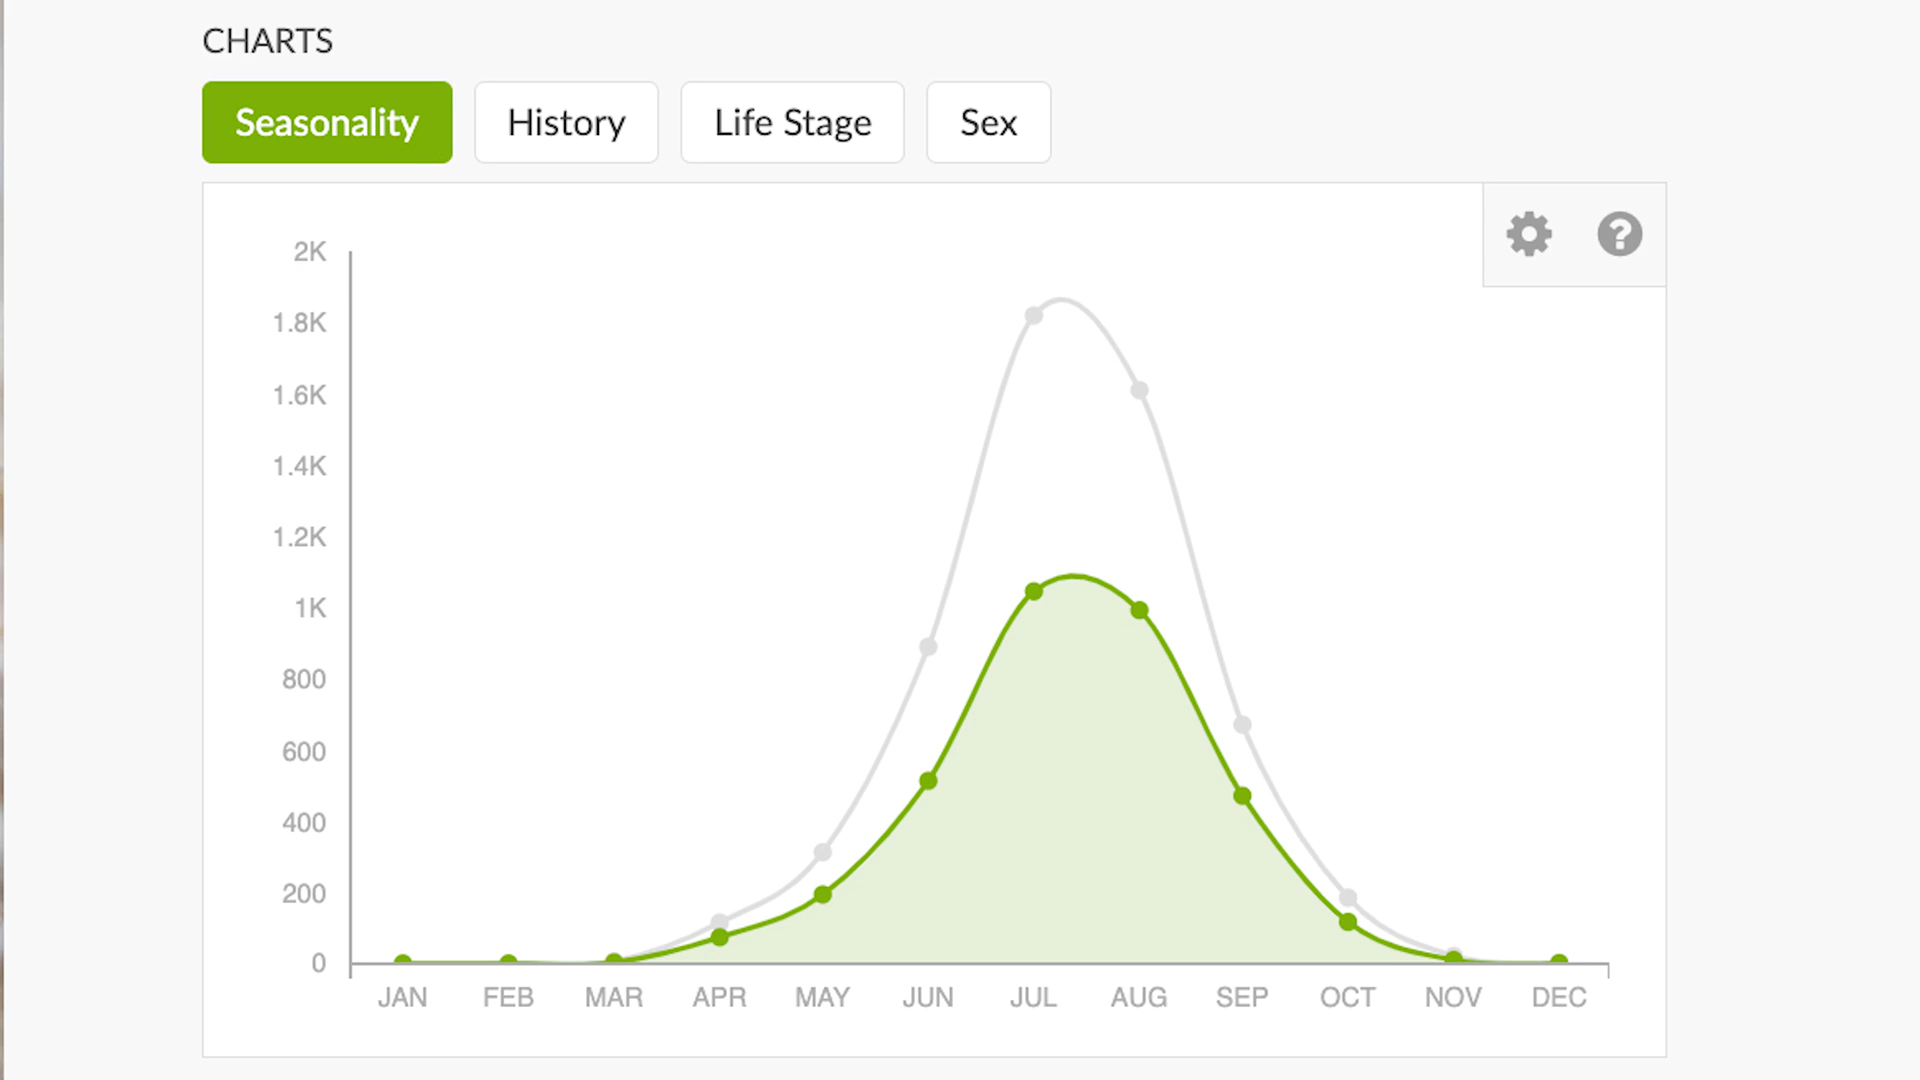 CHARTS
Seasonality History Life Stage Sex
2K
1.8K
1.6K
1.4K
1.2K
1K
800
600
400
200
0
JAN FEB MAR APR MAY JUN JUL AUG SEP OCT NOV DEC